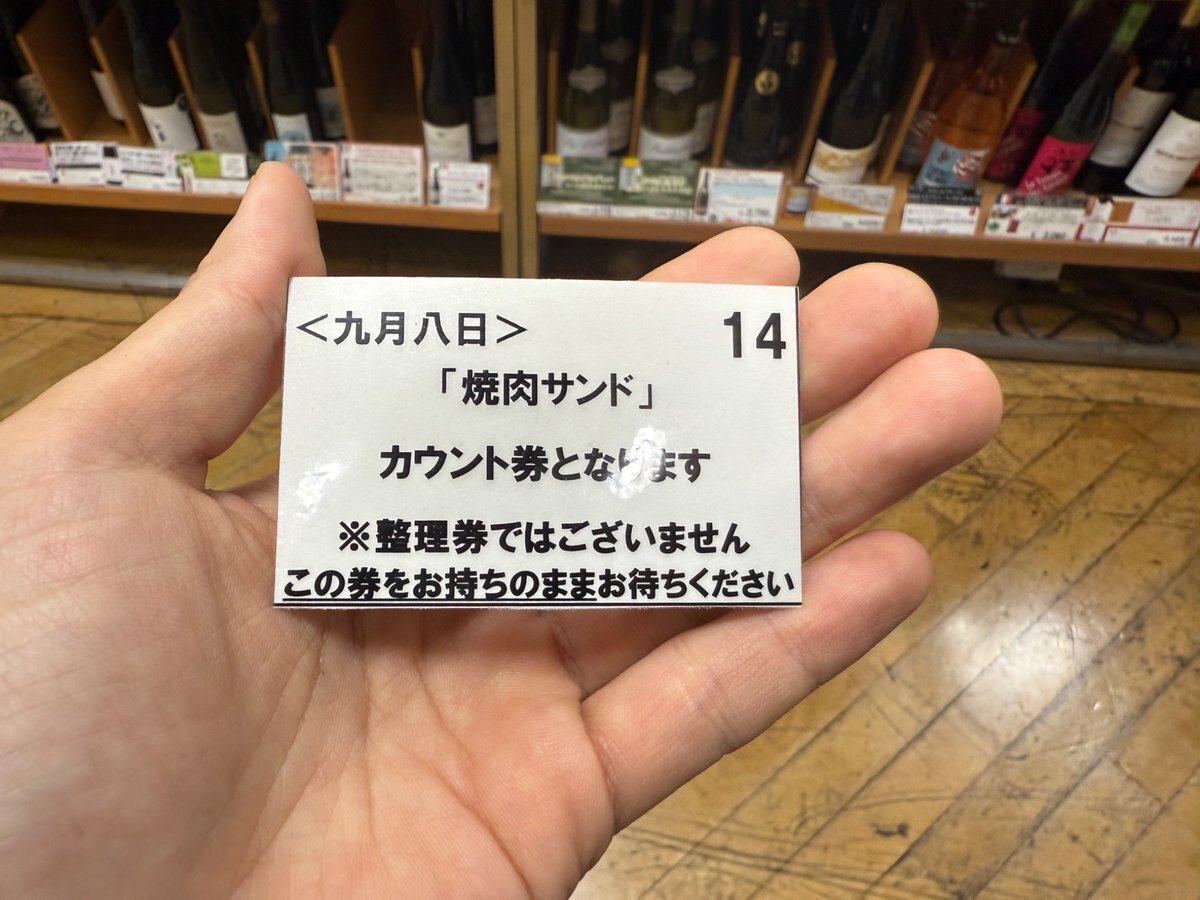 ＜九月八日＞ 14
「焼肉サンド」
カウント券となります
※整理券ではございません
この券をお持ちのままお待ちください